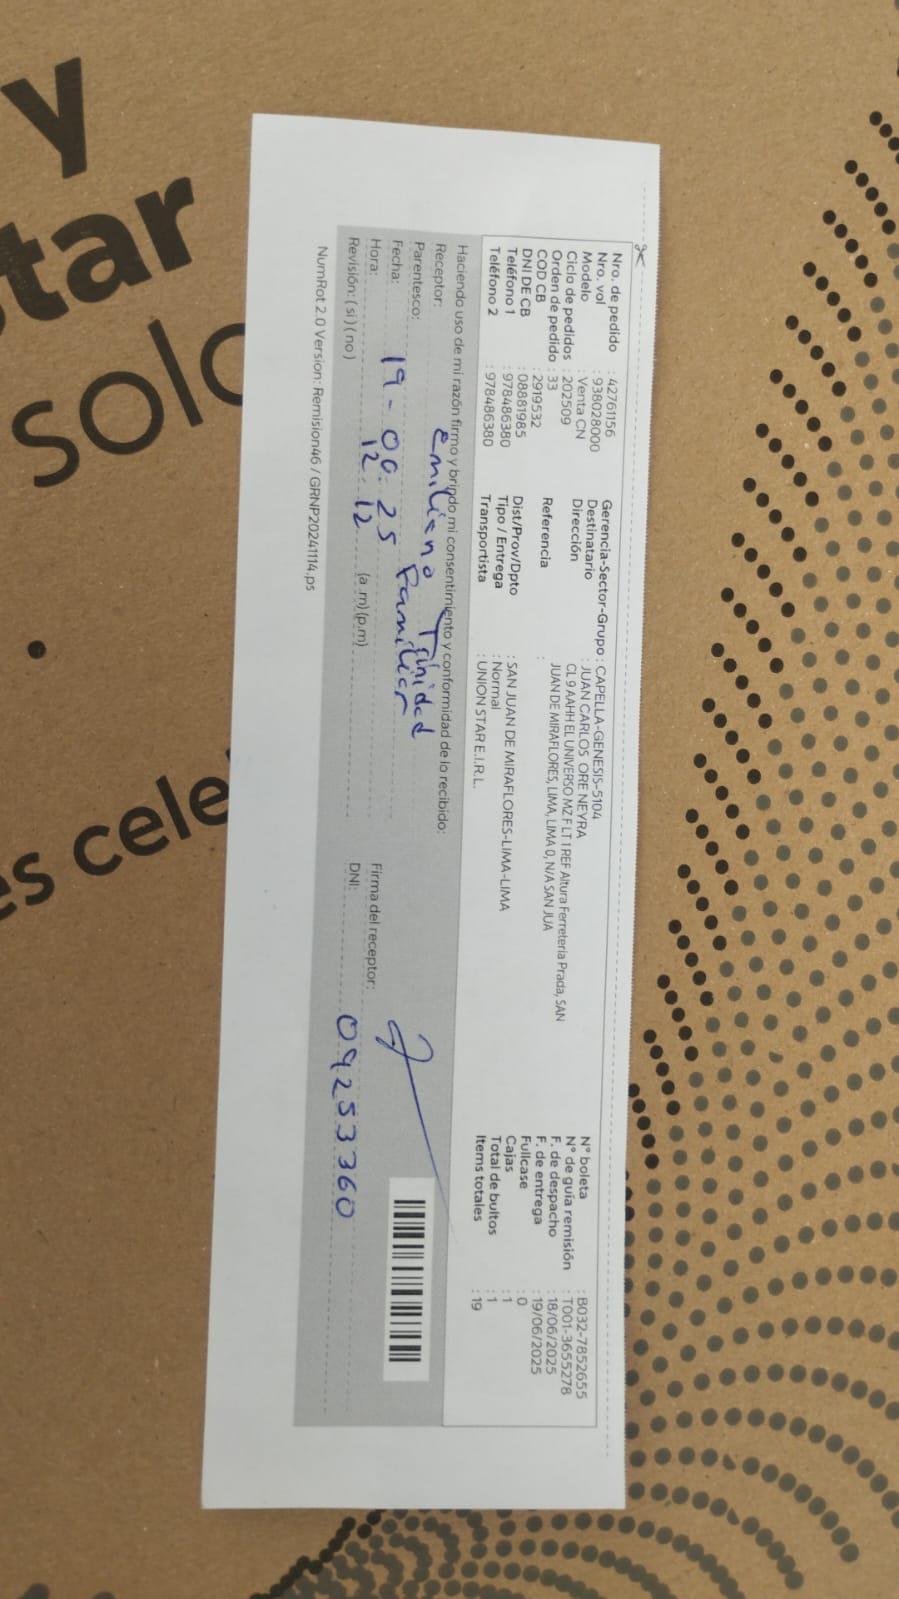 y
tar
solo
es cele
Nro. de pedido : 42761156
Nro. vol : 938028000
Modelo : Venta CN
Ciclo de pedidos : 202509
Orden de pedido : 33
COD CB : 2919532
DNI DE CB : 08881985
Teléfono 1 : 978486380
Teléfono 2 : 978486380
Gerencia-Sector-Grupo : CAPELLA-GENESIS-5104
Destinatario : JUAN CARLOS ORE NEYRA
Dirección : CL 9 AAHH EL UNIVERSO MZ F LT 1 REF Altura Ferreteria Prada, SAN
JUAN DE MIRAFLORES, LIMA, LIMA 0, N/A SAN JUA
Referencia :
Dist/Prov/Dpto : SAN JUAN DE MIRAFLORES-LIMA-LIMA
Tipo / Entrega : Normal
Transportista : UNION STAR E.I.R.L.
N° boleta : B032-7852655
N° de guía remisión : T001-3655278
F. de despacho : 18/06/2025
F. de entrega : 19/06/2025
Fullcase : 0
Cajas : 1
Total de bultos : 1
Items totales : 19
Haciendo uso de mi razón firmo y brindo mi consentimiento y conformidad de lo recibido:
Receptor: Emiliano
Parentesco: Familiar
Fecha: 19 - 06. 25
Hora: 12. 12 (a.m)(p.m)
Revisión: ( si ) ( no )
Firma del receptor:
DNI: 09253360
NumRot 2.0 Version: Remision46 / GRNP20241114.ps